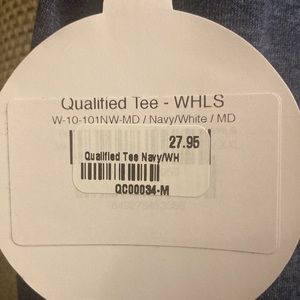 Qualified Tee - WHLS
W-10-101NW-MD / Navy/White / MD
27.95
Qualified Tee Navy/WH
QC00034-M